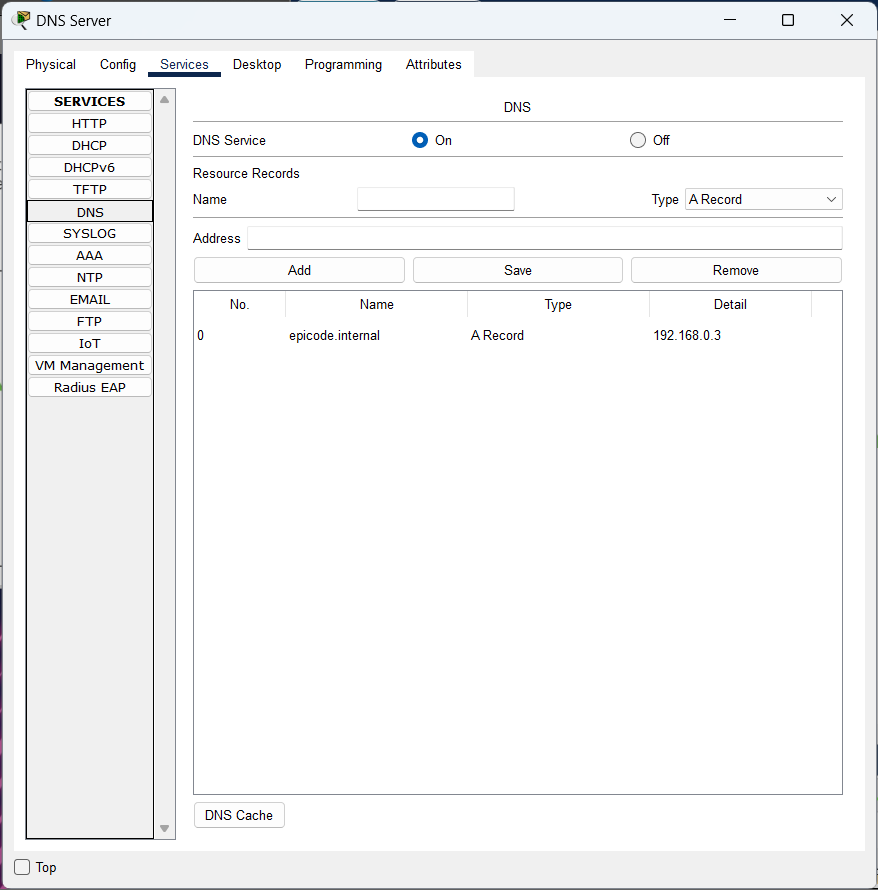 DNS Server
Physical Config Services Desktop Programming Attributes
SERVICES
HTTP
DHCP
DHCPv6
TFTP
DNS
SYSLOG
AAA
NTP
EMAIL
FTP
IoT
VM Management
Radius EAP
DNS
DNS Service On Off
Resource Records
Name Type A Record
Address
Add Save Remove
No. Name Type Detail
0 epicode.internal A Record 192.168.0.3
DNS Cache
Top